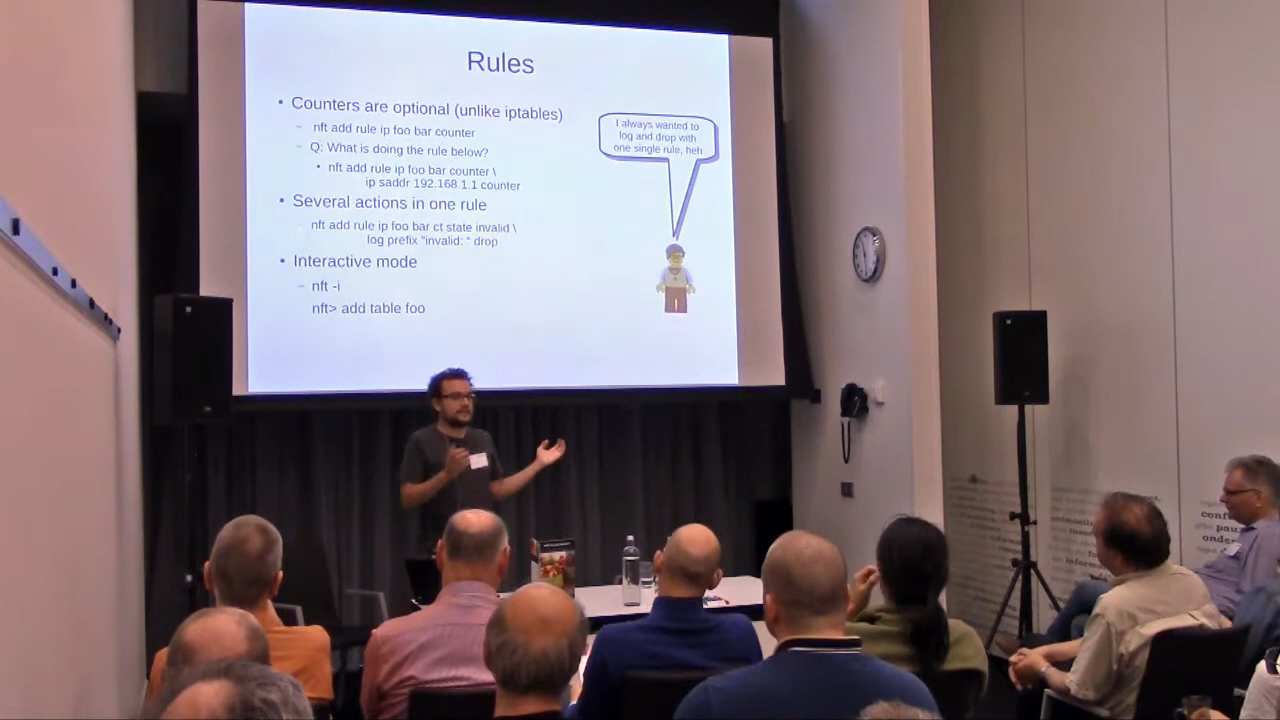 Rules
• Counters are optional (unlike iptables)
– nft add rule ip foo bar counter
– Q: What is doing the rule below?
• nft add rule ip foo bar counter \
ip saddr 192.168.1.1 counter
• Several actions in one rule
nft add rule ip foo bar ct state invalid \
log prefix "invalid: " drop
• Interactive mode
– nft -i
nft> add table foo
I always wanted to
log and drop with
one single rule, heh